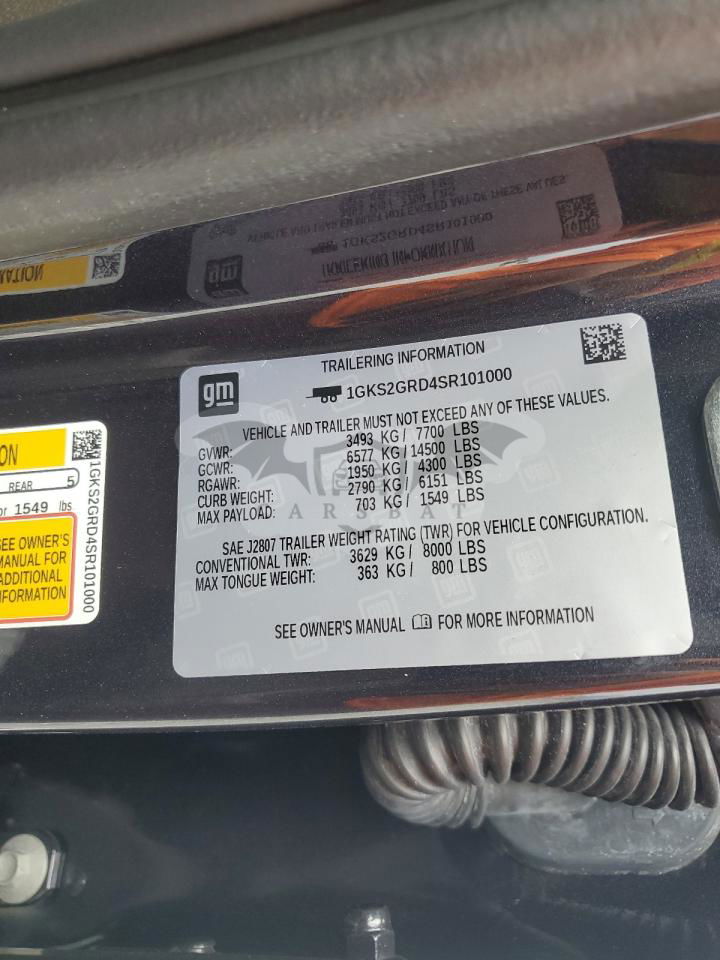 TRAILERING INFORMATION
gm
1GKS2GRD4SR101000
VEHICLE AND TRAILER MUST NOT EXCEED ANY OF THESE VALUES.
GVWR: 3493 KG / 7700 LBS
GCWR: 6577 KG / 14500 LBS
RGAWR: 1950 KG / 4300 LBS
CURB WEIGHT: 2790 KG / 6151 LBS
MAX PAYLOAD: 703 KG / 1549 LBS
ARSBAT
SAE J2807 TRAILER WEIGHT RATING (TWR) FOR VEHICLE CONFIGURATION.
CONVENTIONAL TWR: 3629 KG / 8000 LBS
MAX TONGUE WEIGHT: 363 KG / 800 LBS
SEE OWNER'S MANUAL FOR MORE INFORMATION
ON
REAR 5
or 1549 lbs
SEE OWNER'S
MANUAL FOR
ADDITIONAL
INFORMATION
1GKS2GRD4SR101000